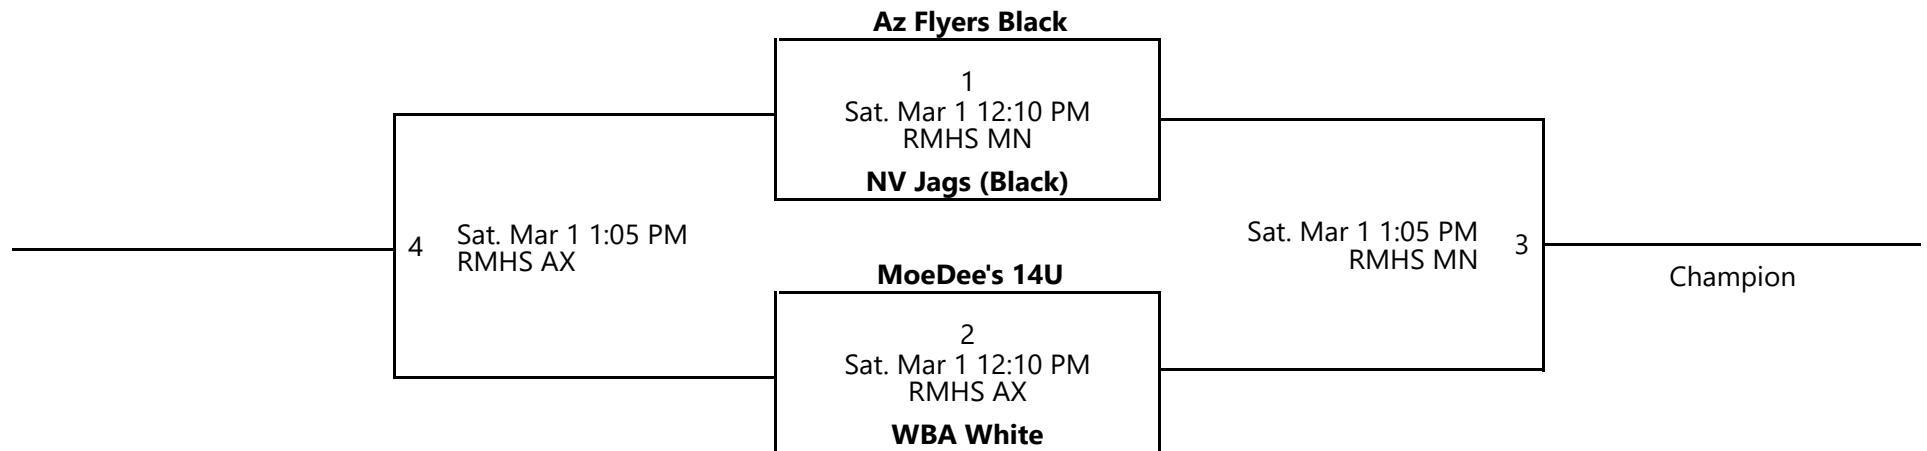 Az Flyers Black
1
Sat. Mar 1 12:10 PM
RMHS MN
NV Jags (Black)
4
Sat. Mar 1 1:05 PM
RMHS AX
Sat. Mar 1 1:05 PM
RMHS MN
3
Champion
MoeDee's 14U
2
Sat. Mar 1 12:10 PM
RMHS AX
WBA White